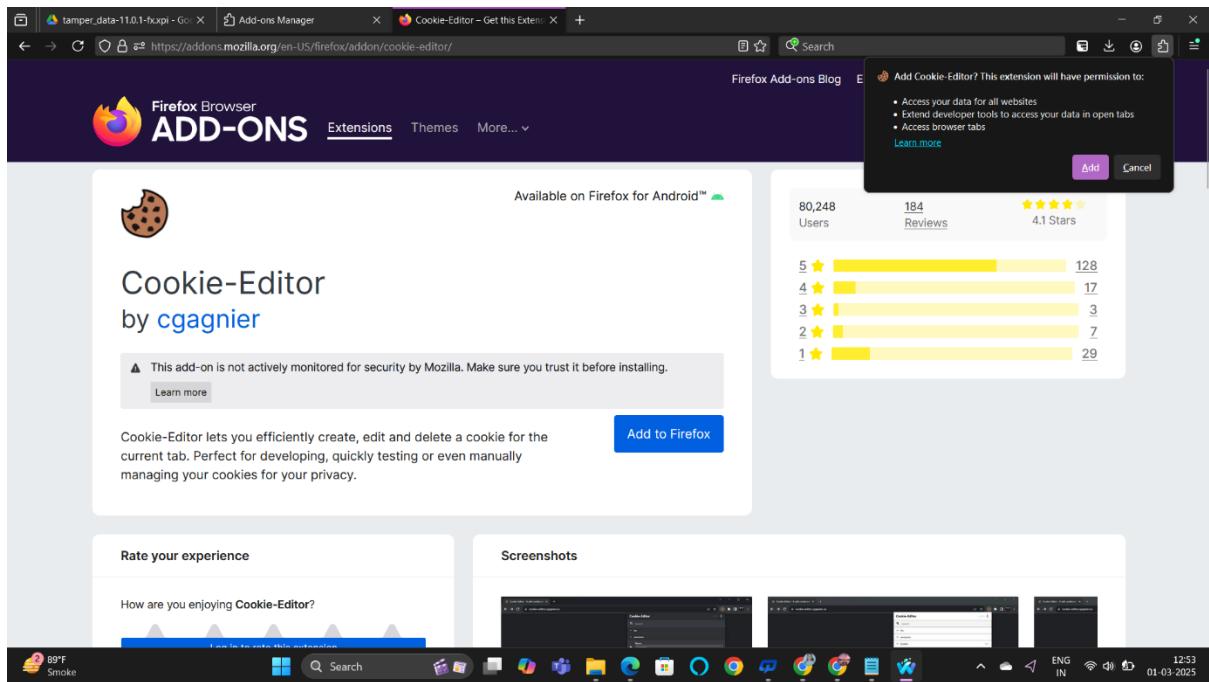 tamper_data-11.0.1-fx.xpi - Goo
Add-ons Manager
Cookie-Editor – Get this Extens
https://addons.mozilla.org/en-US/firefox/addon/cookie-editor/
Search
Firefox Add-ons Blog
Firefox Browser
ADD-ONS
Extensions
Themes
More...
Add Cookie-Editor? This extension will have permission to:
Access your data for all websites
Extend developer tools to access your data in open tabs
Access browser tabs
Learn more
Add
Cancel
Available on Firefox for Android™
Cookie-Editor
by cgagnier
This add-on is not actively monitored for security by Mozilla. Make sure you trust it before installing.
Learn more
Cookie-Editor lets you efficiently create, edit and delete a cookie for the
current tab. Perfect for developing, quickly testing or even manually
managing your cookies for your privacy.
Add to Firefox
80,248
Users
184
Reviews
4.1 Stars
5 128
4 17
3 3
2 7
1 29
Rate your experience
How are you enjoying Cookie-Editor?
Log in to rate this extension
Screenshots
2
89°F
Smoke
Search
ENG
IN
12:53
01-03-2025